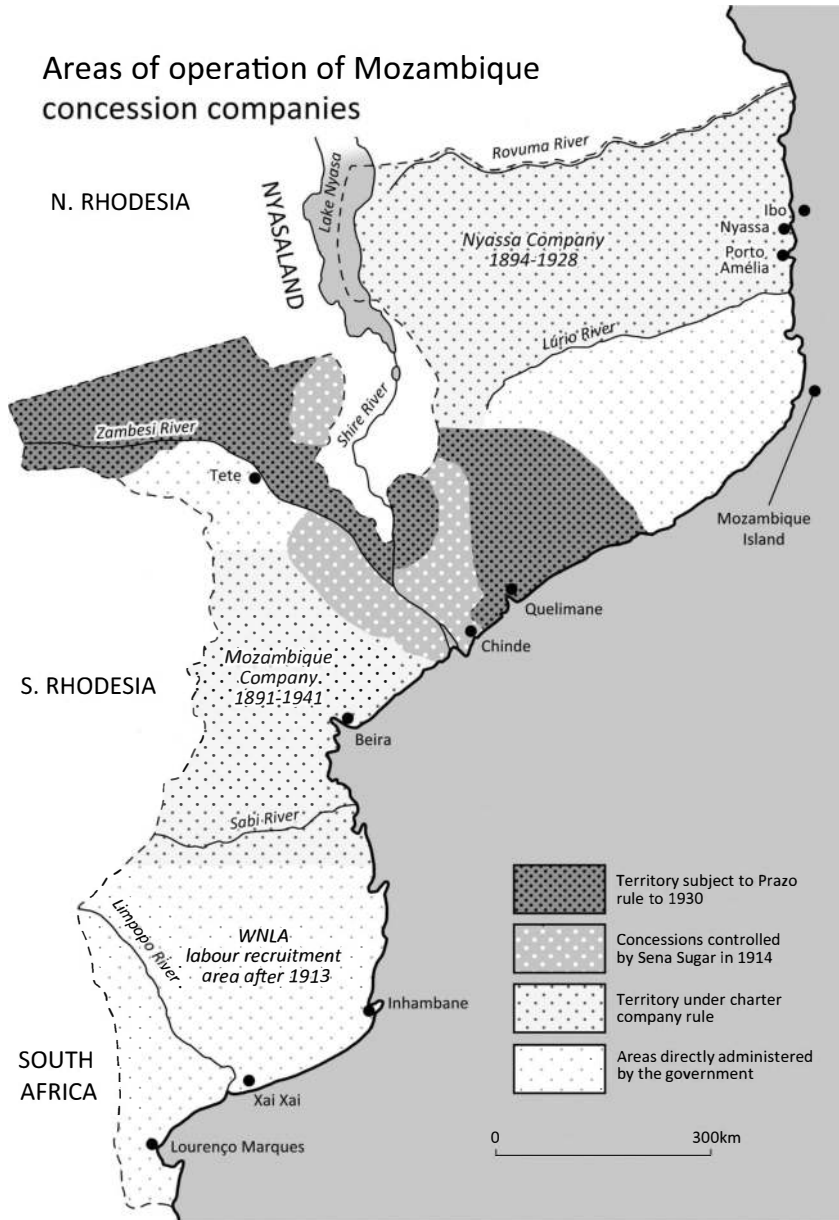 Areas of operation of Mozambique
concession companies
N. RHODESIA
NYASALAND
Lake Nyasa
Rovuma River
Ibo
Nyassa
Porto
Amélia
Nyassa Company
1894-1928
Lúrio River
Shire River
Zambesi River
Tete
Mozambique
Island
Quelimane
Chinde
S. RHODESIA
Mozambique
Company
1891-1941
Beira
Sabi River
Limpopo River
WNLA
labour recruitment
area after 1913
Inhambane
SOUTH
AFRICA
Xai Xai
Lourenço Marques
Territory subject to Prazo
rule to 1930
Concessions controlled
by Sena Sugar in 1914
Territory under charter
company rule
Areas directly administered
by the government
0 300km